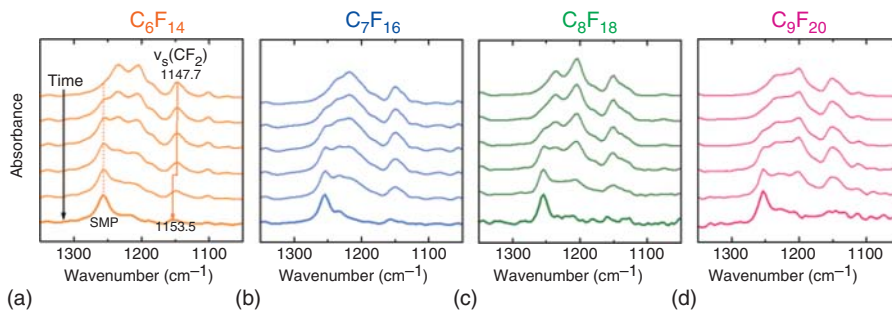 C₆F₁₄ C₇F₁₆ C₈F₁₈ C₉F₂₀
Absorbance
Time
νₛ(CF₂)
1147.7
SMP
1153.5
1300 1200 1100 1300 1200 1100 1300 1200 1100 1300 1200 1100
Wavenumber (cm⁻¹) Wavenumber (cm⁻¹) Wavenumber (cm⁻¹) Wavenumber (cm⁻¹)
(a) (b) (c) (d)